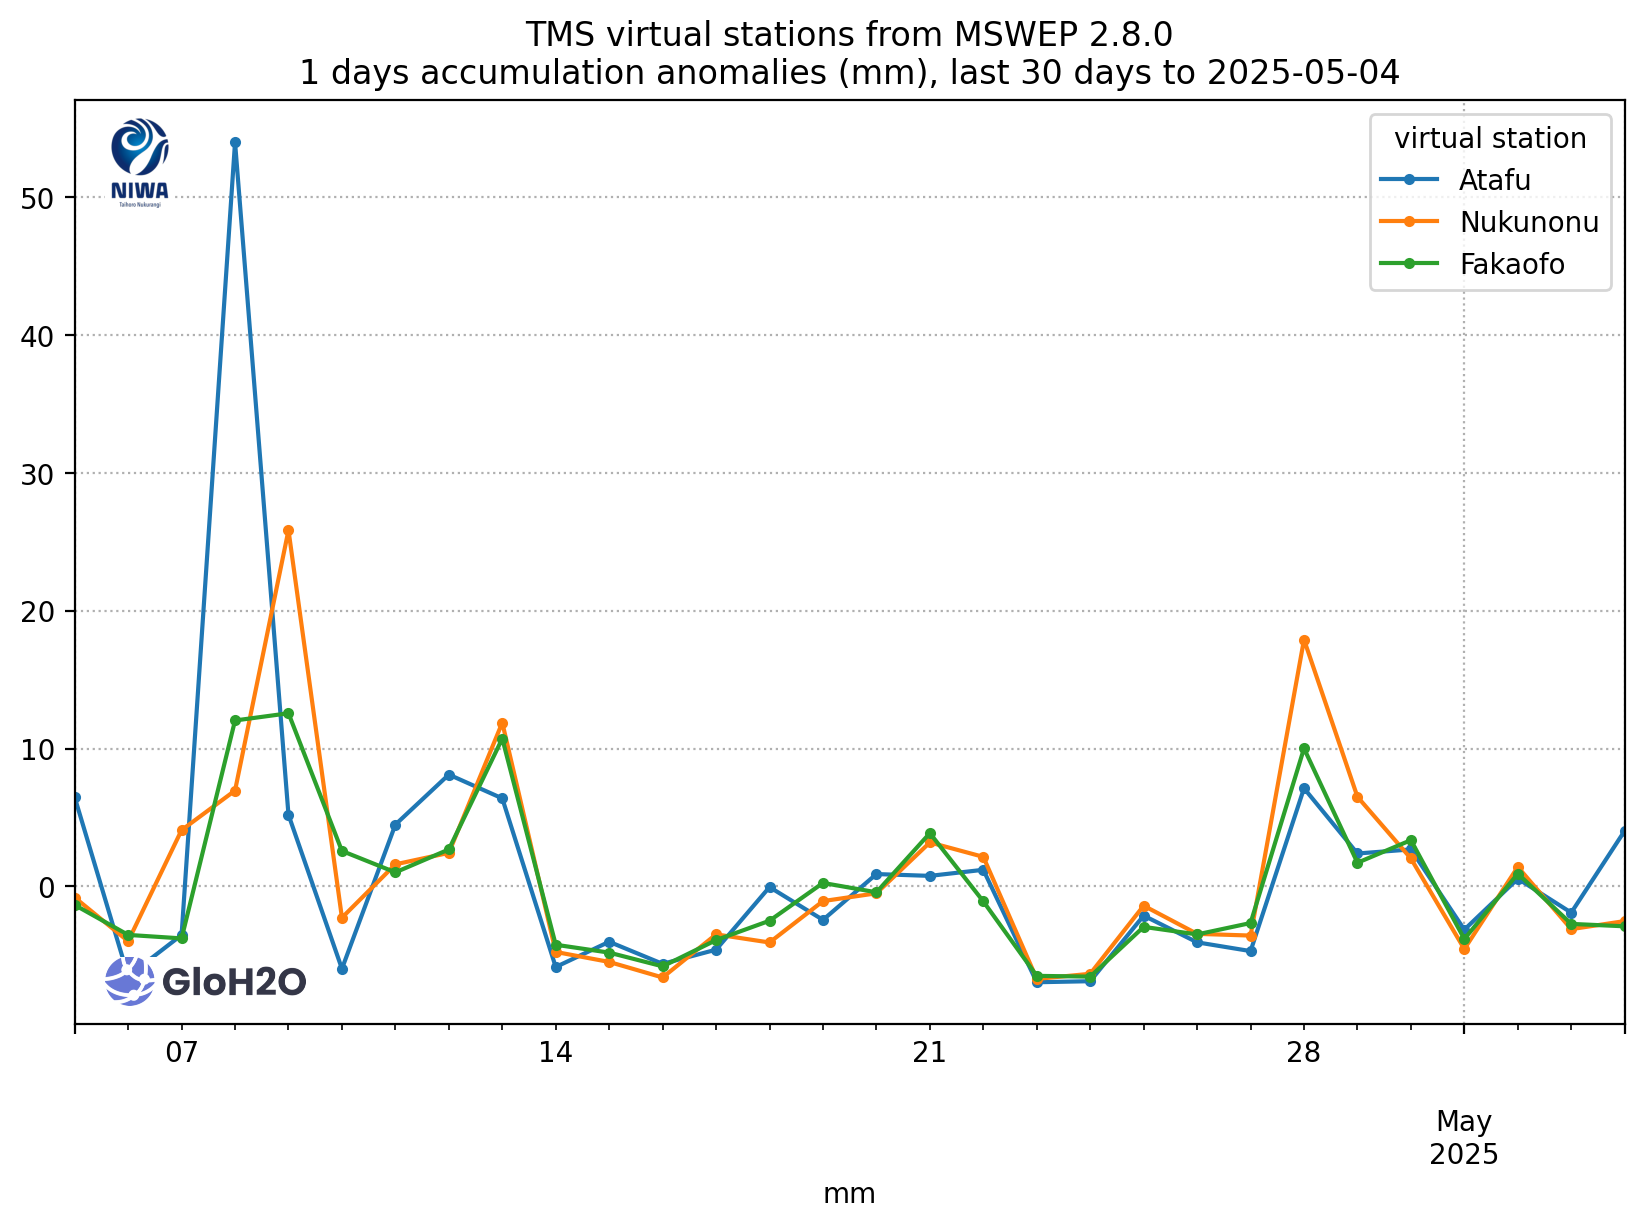 TMS virtual stations from MSWEP 2.8.0
1 days accumulation anomalies (mm), last 30 days to 2025-05-04
NIWA
Taihoro Nukurangi
virtual station
Atafu
Nukunonu
Fakaofo
50
40
30
20
10
0
GloH2O
07
14
21
28
May
2025
mm